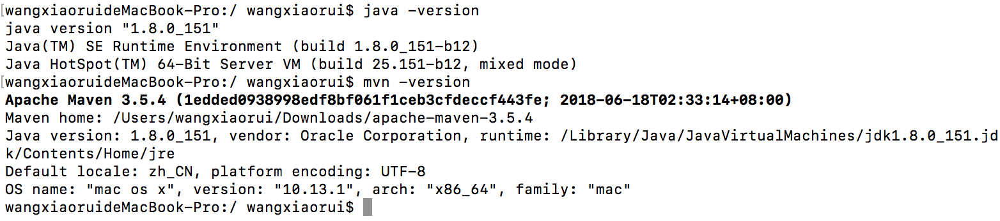 [wangxiaoruideMacBook-Pro:/ wangxiaorui$ java -version
java version "1.8.0_151"
Java(TM) SE Runtime Environment (build 1.8.0_151-b12)
Java HotSpot(TM) 64-Bit Server VM (build 25.151-b12, mixed mode)
[wangxiaoruideMacBook-Pro:/ wangxiaorui$ mvn -version
Apache Maven 3.5.4 (1edded0938998edf8bf061f1ceb3cfdeccf443fe; 2018-06-18T02:33:14+08:00)
Maven home: /Users/wangxiaorui/Downloads/apache-maven-3.5.4
Java version: 1.8.0_151, vendor: Oracle Corporation, runtime: /Library/Java/JavaVirtualMachines/jdk1.8.0_151.jd
k/Contents/Home/jre
Default locale: zh_CN, platform encoding: UTF-8
OS name: "mac os x", version: "10.13.1", arch: "x86_64", family: "mac"
wangxiaoruideMacBook-Pro:/ wangxiaorui$